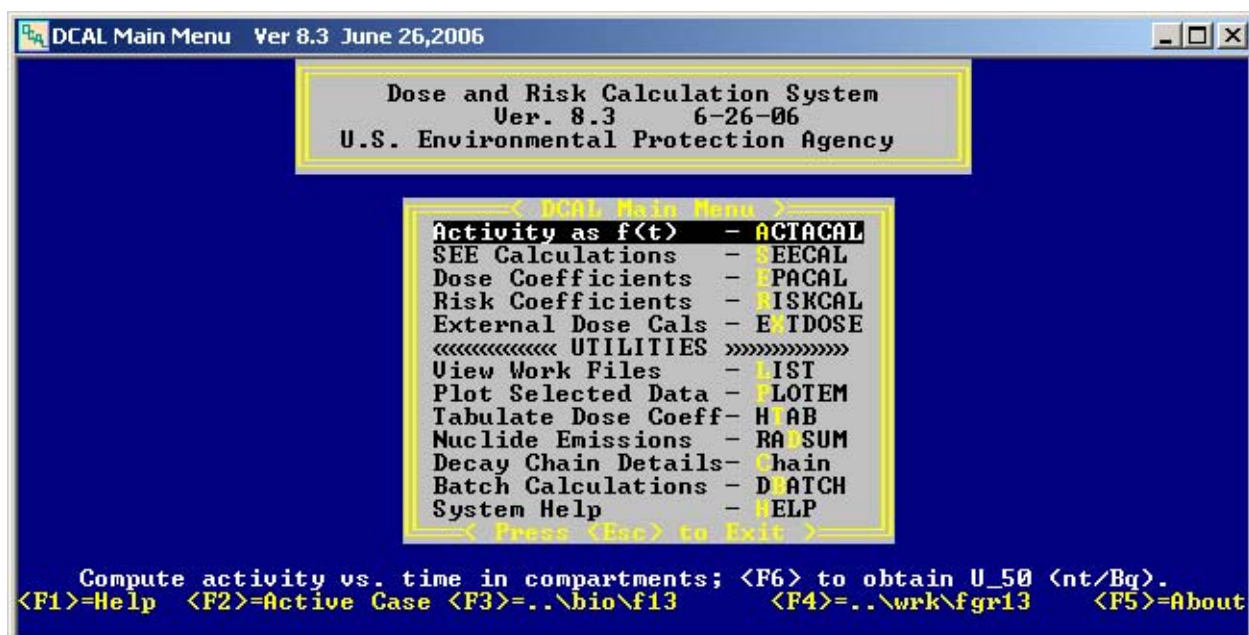 DCAL Main Menu Ver 8.3 June 26,2006
Dose and Risk Calculation System
Ver. 8.3 6-26-06
U.S. Environmental Protection Agency
< DCAL Main Menu >
Activity as f(t) - ACTACAL
SEE Calculations - SEECAL
Dose Coefficients - EPACAL
Risk Coefficients - RISKCAL
External Dose Cals - EXTDOSE
<<<<<<<<<<<<<< UTILITIES >>>>>>>>>>>>>>
View Work Files - LIST
Plot Selected Data - PLOTEM
Tabulate Dose Coeff- HTAB
Nuclide Emissions - RADSUM
Decay Chain Details- Chain
Batch Calculations - DBATCH
System Help - HELP
< Press <Esc> to Exit >
Compute activity vs. time in compartments; <F6> to obtain U_50 (nt/Bq).
<F1>=Help <F2>=Active Case <F3>=..\bio\f13 <F4>=..\wrk\fgr13 <F5>=About